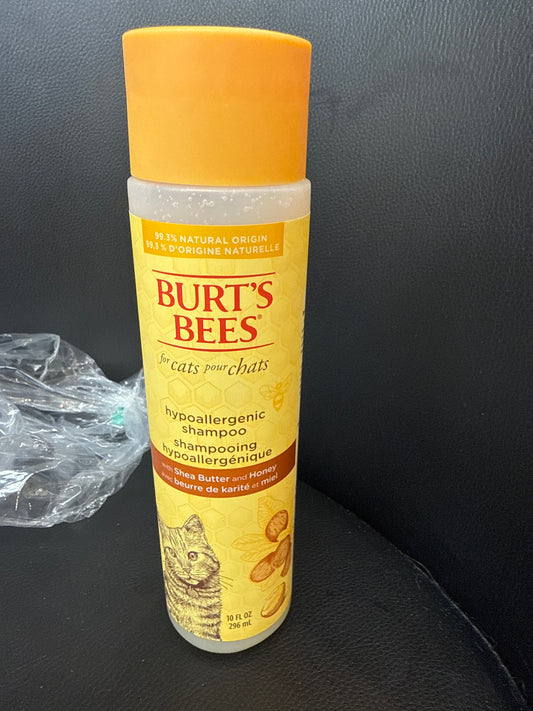 99.3% NATURAL ORIGIN
99,3 % D'ORIGINE NATURELLE
BURT'S
BEES®
for cats pour chats
hypoallergenic
shampoo
shampooing
hypoallergénique
with Shea Butter and Honey
avec beurre de karité et miel
10 FL OZ
296 mL